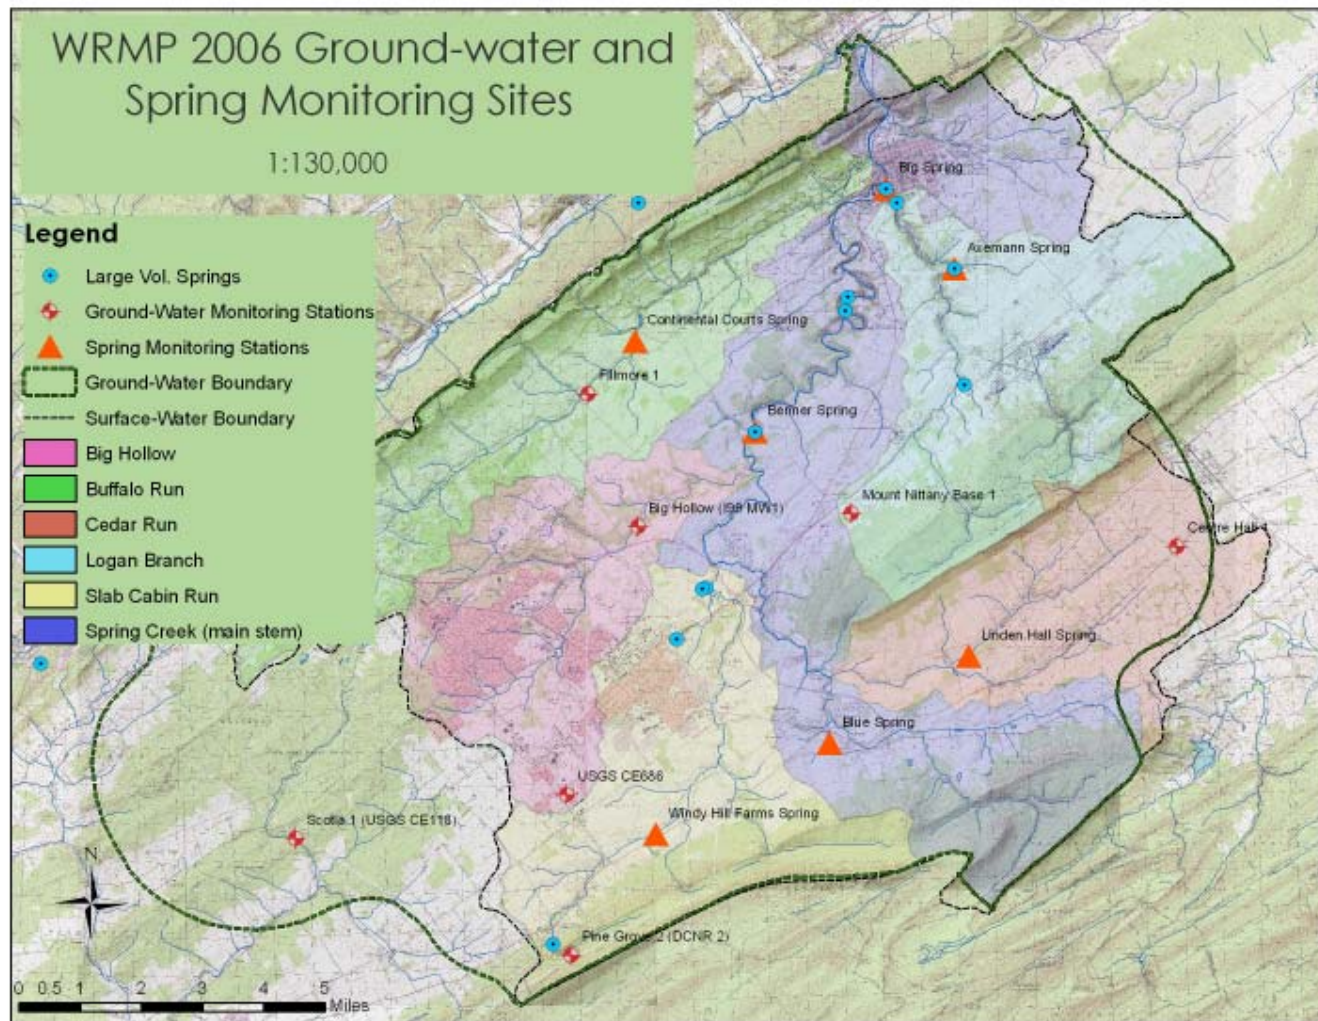 WRMP 2006 Ground-water and
Spring Monitoring Sites
1:130,000
Legend
Large Vol. Springs
Ground-Water Monitoring Stations
Spring Monitoring Stations
Ground-Water Boundary
Surface-Water Boundary
Big Hollow
Buffalo Run
Cedar Run
Logan Branch
Slab Cabin Run
Spring Creek (main stem)
Big Spring
Axemann Spring
Continental Courts Spring
Fillmore 1
Benner Spring
Big Hollow (I99 MW1)
Mount Nittany Base 1
Centre Hall 1
Linden Hall Spring
Blue Spring
USGS CE686
Windy Hill Farms Spring
Scotia 1 (USGS CE118)
Pine Grove 2 (DCNR 2)
N
0 0.5 1 2 3 4 5
Miles